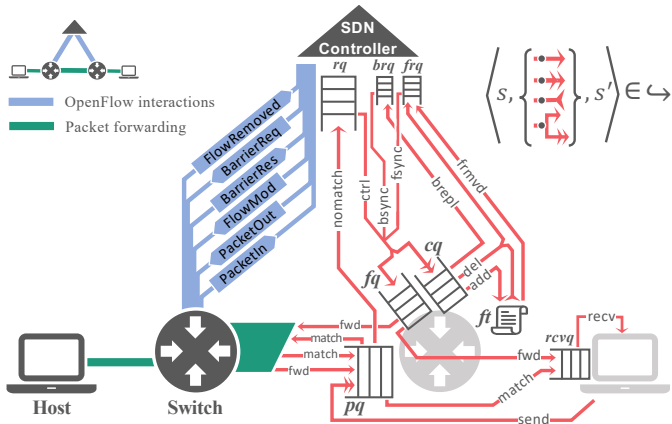 SDN
Controller
rq
brq
frq
⟨s, { }, s′⟩ ∈ ↪
OpenFlow interactions
Packet forwarding
FlowRemoved
BarrierReq
BarrierRes
FlowMod
PacketOut
PacketIn
nomatch
ctrl
bsync
fsync
brepl
frmvd
fq
cq
del
add
ft
fwd
match
match
fwd
pq
fwd
match
rcvq
recv
send
Host
Switch